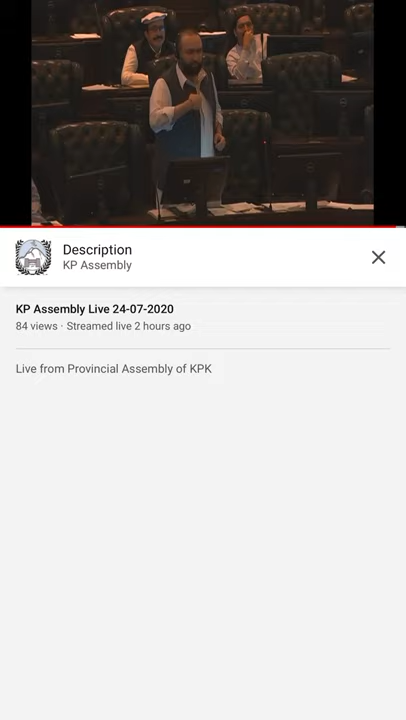 Description
KP Assembly
KP Assembly Live 24-07-2020
84 views · Streamed live 2 hours ago
Live from Provincial Assembly of KPK